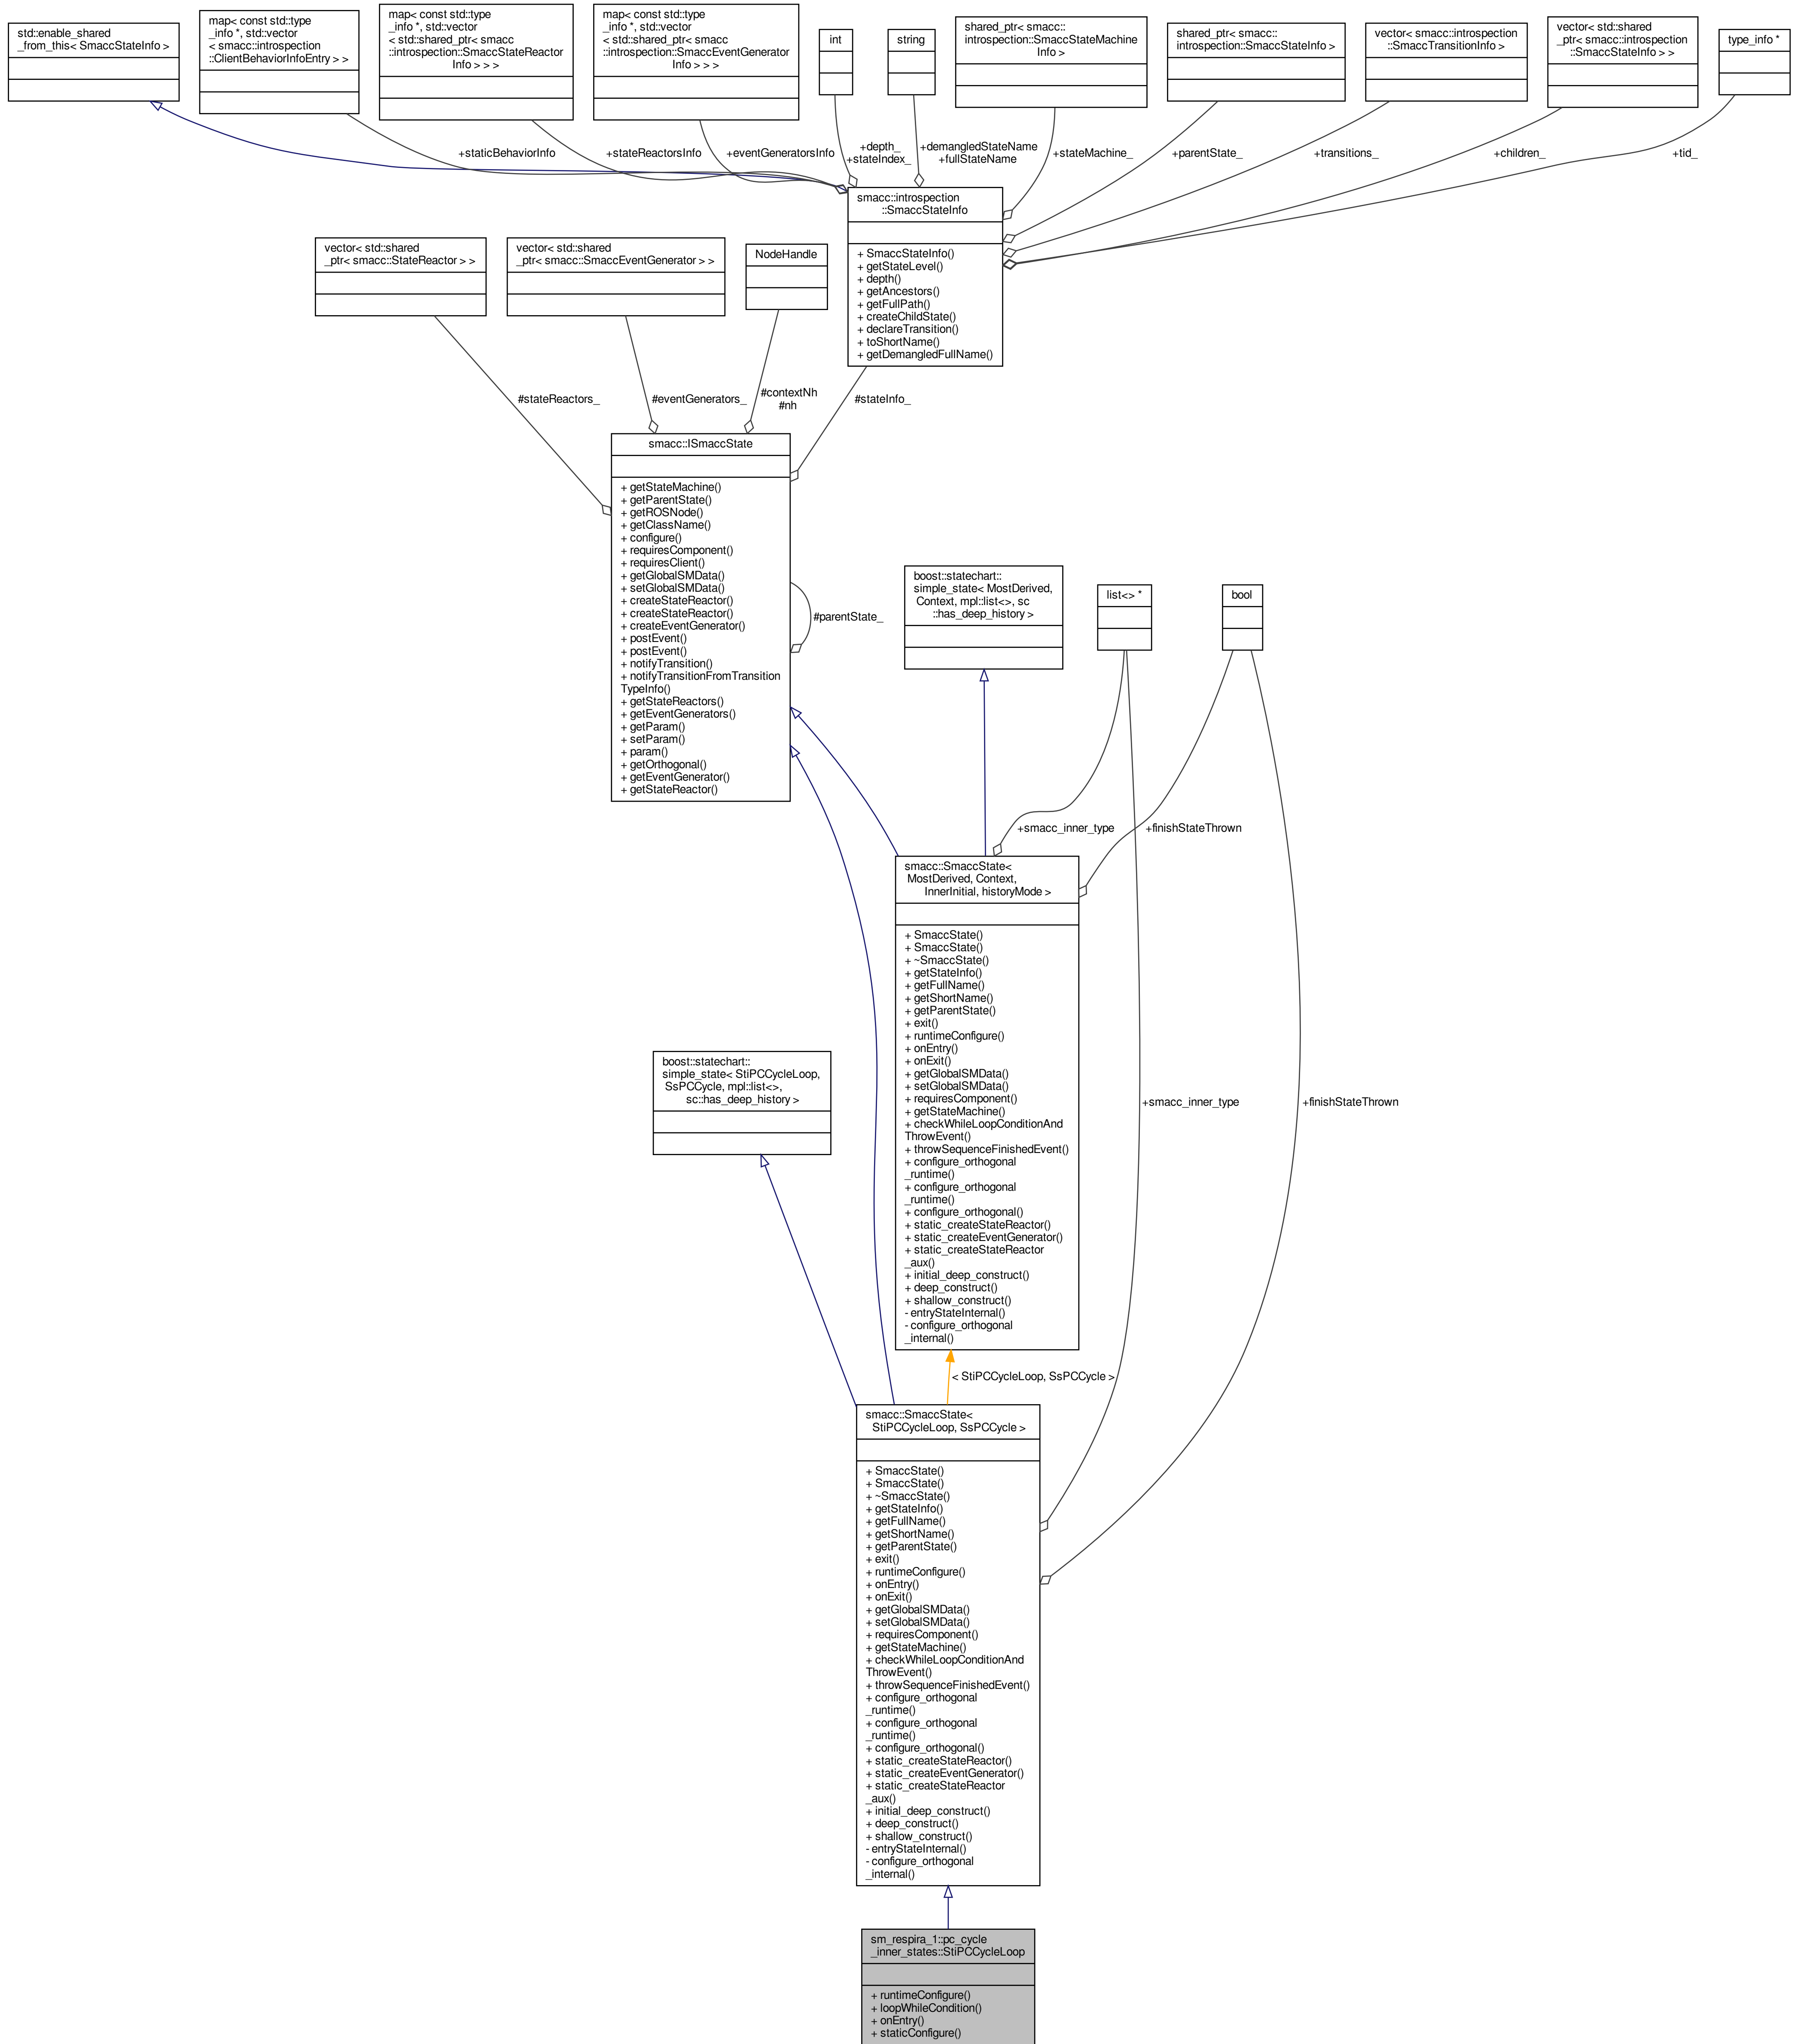 std::enable_shared
_from_this< SmaccStateInfo >
map< const std::type
_info *, std::vector
< smacc::introspection
::ClientBehaviorInfoEntry > >
map< const std::type
_info *, std::vector
< std::shared_ptr< smacc
::introspection::SmaccStateReactor
Info > > >
map< const std::type
_info *, std::vector
< std::shared_ptr< smacc
::introspection::SmaccEventGenerator
Info > > >
int
string
shared_ptr< smacc::
introspection::SmaccStateMachine
Info >
shared_ptr< smacc::
introspection::SmaccStateInfo >
vector< smacc::introspection
::SmaccTransitionInfo >
vector< std::shared
_ptr< smacc::introspection
::SmaccStateInfo > >
type_info *
+staticBehaviorInfo
+stateReactorsInfo
+eventGeneratorsInfo
+depth_
+stateIndex_
+demangledStateName
+fullStateName
+stateMachine_
+parentState_
+transitions_
+children_
+tid_
smacc::introspection
::SmaccStateInfo
+ SmaccStateInfo()
+ getStateLevel()
+ depth()
+ getAncestors()
+ getFullPath()
+ createChildState()
+ declareTransition()
+ toShortName()
+ getDemangledFullName()
vector< std::shared
_ptr< smacc::StateReactor > >
vector< std::shared
_ptr< smacc::SmaccEventGenerator > >
NodeHandle
#stateReactors_
#eventGenerators_
#contextNh
#nh
#stateInfo_
smacc::ISmaccState
+ getStateMachine()
+ getParentState()
+ getROSNode()
+ getClassName()
+ configure()
+ requiresComponent()
+ requiresClient()
+ getGlobalSMData()
+ setGlobalSMData()
+ createStateReactor()
+ createStateReactor()
+ createEventGenerator()
+ postEvent()
+ postEvent()
+ notifyTransition()
+ notifyTransitionFromTransition
TypeInfo()
+ getStateReactors()
+ getEventGenerators()
+ getParam()
+ setParam()
+ param()
+ getOrthogonal()
+ getEventGenerator()
+ getStateReactor()
#parentState_
boost::statechart::
simple_state< MostDerived,
Context, mpl::list<>, sc
::has_deep_history >
list<> *
bool
+smacc_inner_type
+finishStateThrown
smacc::SmaccState<
MostDerived, Context,
InnerInitial, historyMode >
+ SmaccState()
+ SmaccState()
+ ~SmaccState()
+ getStateInfo()
+ getFullName()
+ getShortName()
+ getParentState()
+ exit()
+ runtimeConfigure()
+ onEntry()
+ onExit()
+ getGlobalSMData()
+ setGlobalSMData()
+ requiresComponent()
+ getStateMachine()
+ checkWhileLoopConditionAnd
ThrowEvent()
+ throwSequenceFinishedEvent()
+ configure_orthogonal
_runtime()
+ configure_orthogonal
_runtime()
+ configure_orthogonal()
+ static_createStateReactor()
+ static_createEventGenerator()
+ static_createStateReactor
_aux()
+ initial_deep_construct()
+ deep_construct()
+ shallow_construct()
- entryStateInternal()
- configure_orthogonal
_internal()
boost::statechart::
simple_state< StiPCCycleLoop,
SsPCCycle, mpl::list<>,
sc::has_deep_history >
+smacc_inner_type
+finishStateThrown
< StiPCCycleLoop, SsPCCycle >
smacc::SmaccState<
StiPCCycleLoop, SsPCCycle >
+ SmaccState()
+ SmaccState()
+ ~SmaccState()
+ getStateInfo()
+ getFullName()
+ getShortName()
+ getParentState()
+ exit()
+ runtimeConfigure()
+ onEntry()
+ onExit()
+ getGlobalSMData()
+ setGlobalSMData()
+ requiresComponent()
+ getStateMachine()
+ checkWhileLoopConditionAnd
ThrowEvent()
+ throwSequenceFinishedEvent()
+ configure_orthogonal
_runtime()
+ configure_orthogonal
_runtime()
+ configure_orthogonal()
+ static_createStateReactor()
+ static_createEventGenerator()
+ static_createStateReactor
_aux()
+ initial_deep_construct()
+ deep_construct()
+ shallow_construct()
- entryStateInternal()
- configure_orthogonal
_internal()
sm_respira_1::pc_cycle
_inner_states::StiPCCycleLoop
+ runtimeConfigure()
+ loopWhileCondition()
+ onEntry()
+ staticConfigure()